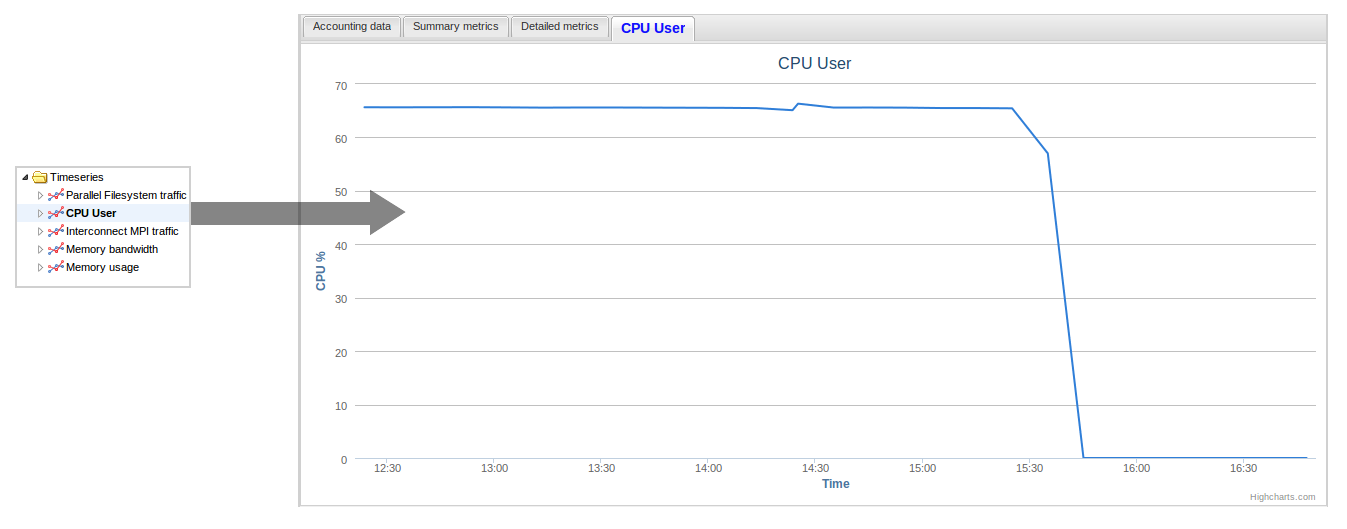 Accounting data Summary metrics Detailed metrics CPU User
CPU User
70
60
50
40
30
20
10
0
CPU %
12:30 13:00 13:30 14:00 14:30 15:00 15:30 16:00 16:30
Time
Highcharts.com
Timeseries
Parallel Filesystem traffic
CPU User
Interconnect MPI traffic
Memory bandwidth
Memory usage